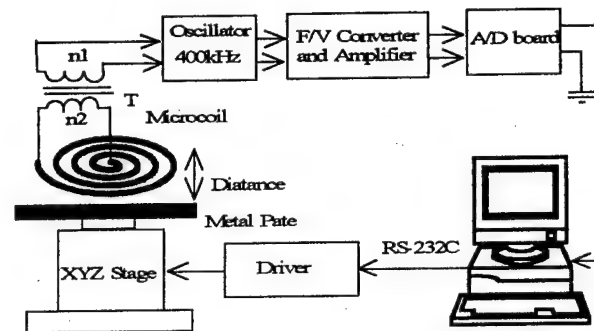 n1
Oscillator
400kHz
F/V Converter
and Amplifier
A/D board
T
n2
Microcoil
Diatance
Metal Pate
XYZ Stage
Driver
RS-232C